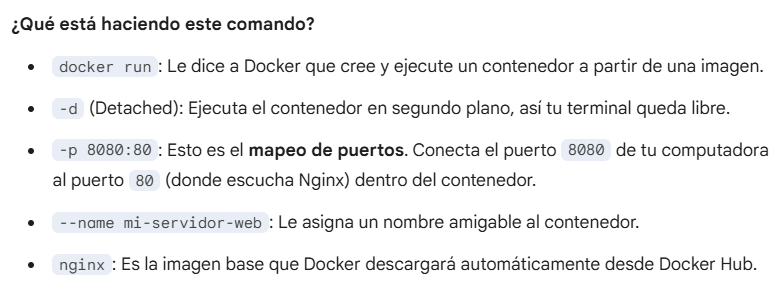 ¿Qué está haciendo este comando?
• docker run: Le dice a Docker que cree y ejecute un contenedor a partir de una imagen.
• -d (Detached): Ejecuta el contenedor en segundo plano, así tu terminal queda libre.
• -p 8080:80: Esto es el mapeo de puertos. Conecta el puerto 8080 de tu computadora
al puerto 80 (donde escucha Nginx) dentro del contenedor.
• --name mi-servidor-web: Le asigna un nombre amigable al contenedor.
• nginx: Es la imagen base que Docker descargará automáticamente desde Docker Hub.